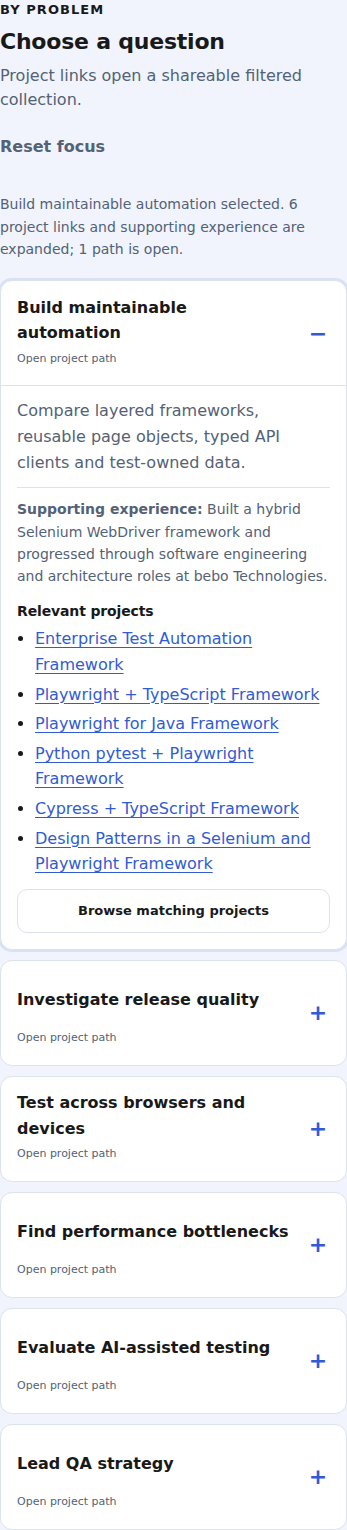 BY PROBLEM
Choose a question
Project links open a shareable filtered
collection.
Reset focus
Build maintainable automation selected. 6
project links and supporting experience are
expanded; 1 path is open.
Build maintainable
automation
Open project path
−
Compare layered frameworks,
reusable page objects, typed API
clients and test-owned data.
Supporting experience: Built a hybrid
Selenium WebDriver framework and
progressed through software engineering
and architecture roles at bebo Technologies.
Relevant projects
• Enterprise Test Automation
Framework
• Playwright + TypeScript Framework
• Playwright for Java Framework
• Python pytest + Playwright
Framework
• Cypress + TypeScript Framework
• Design Patterns in a Selenium and
Playwright Framework
Browse matching projects
Investigate release quality
Open project path
+
Test across browsers and
devices
Open project path
+
Find performance bottlenecks
Open project path
+
Evaluate AI-assisted testing
Open project path
+
Lead QA strategy
Open project path
+